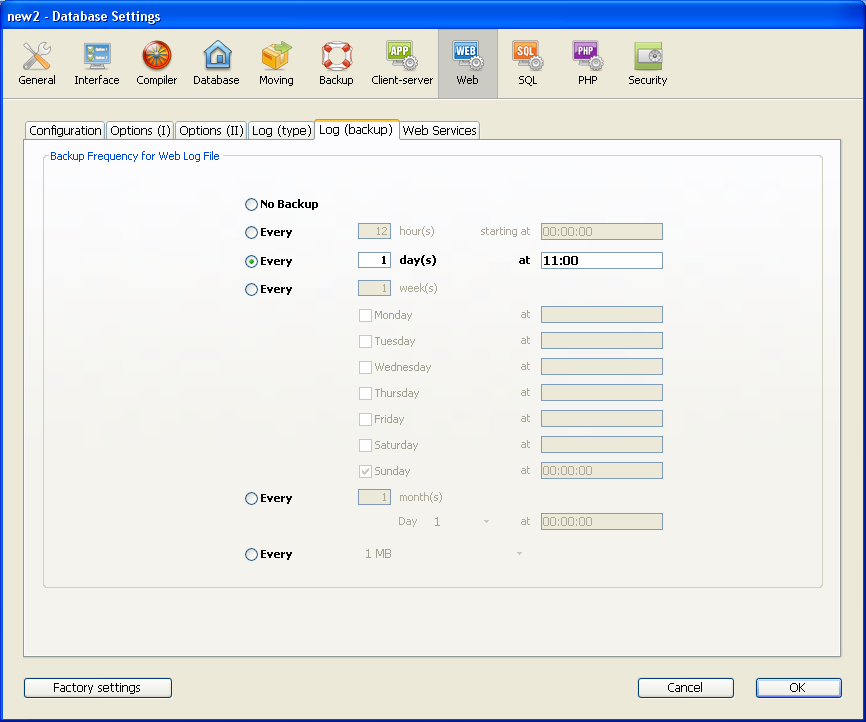 new2 - Database Settings
General Interface Compiler Database Moving Backup APP Client-server WEB Web SQL SQL PHP PHP Security
Configuration Options (I) Options (II) Log (type) Log (backup) Web Services
Backup Frequency for Web Log File
No Backup
Every 12 hour(s) starting at 00:00:00
Every 1 day(s) at 11:00
Every 1 week(s)
Monday at
Tuesday at
Wednesday at
Thursday at
Friday at
Saturday at
Sunday at 00:00:00
Every 1 month(s)
Day 1 at 00:00:00
Every 1 MB
Factory settings Cancel OK